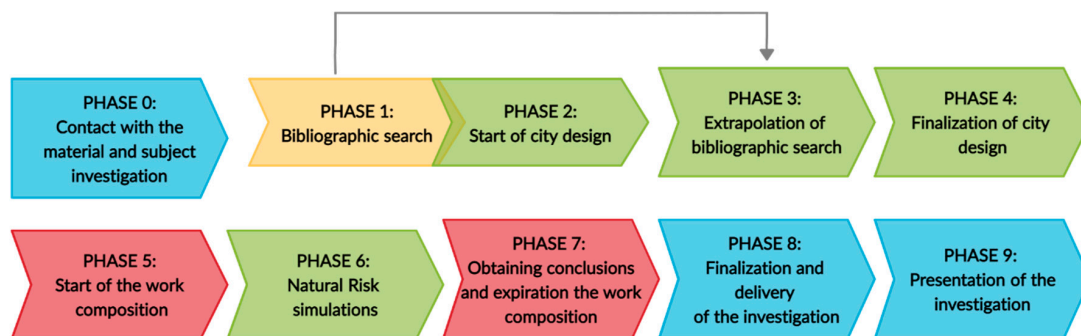 PHASE 0:
Contact with the
material and subject
investigation
PHASE 1:
Bibliographic search
PHASE 2:
Start of city design
PHASE 3:
Extrapolation of
bibliographic search
PHASE 4:
Finalization of city
design
PHASE 5:
Start of the work
composition
PHASE 6:
Natural Risk
simulations
PHASE 7:
Obtaining conclusions
and expiration the work
composition
PHASE 8:
Finalization and
delivery
of the investigation
PHASE 9:
Presentation of the
investigation